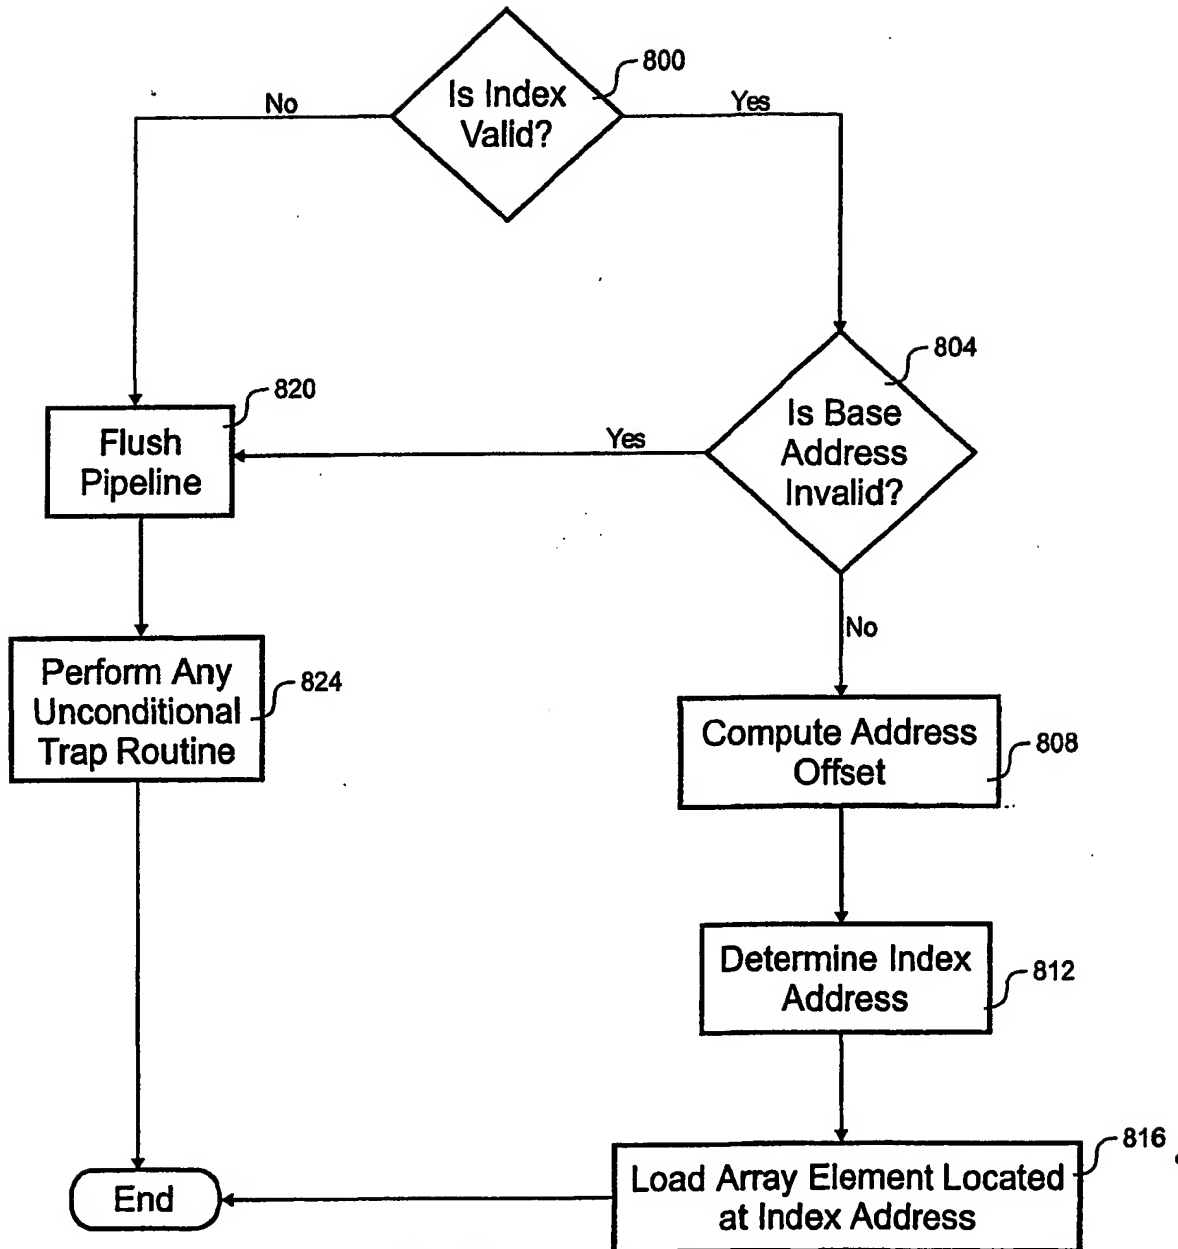 800
Is Index
Valid?
No
Yes
804
Is Base
Address
Invalid?
Yes
No
820
Flush
Pipeline
824
Perform Any
Unconditional
Trap Routine
Compute Address
Offset
808
Determine Index
Address
812
816
Load Array Element Located
at Index Address
End